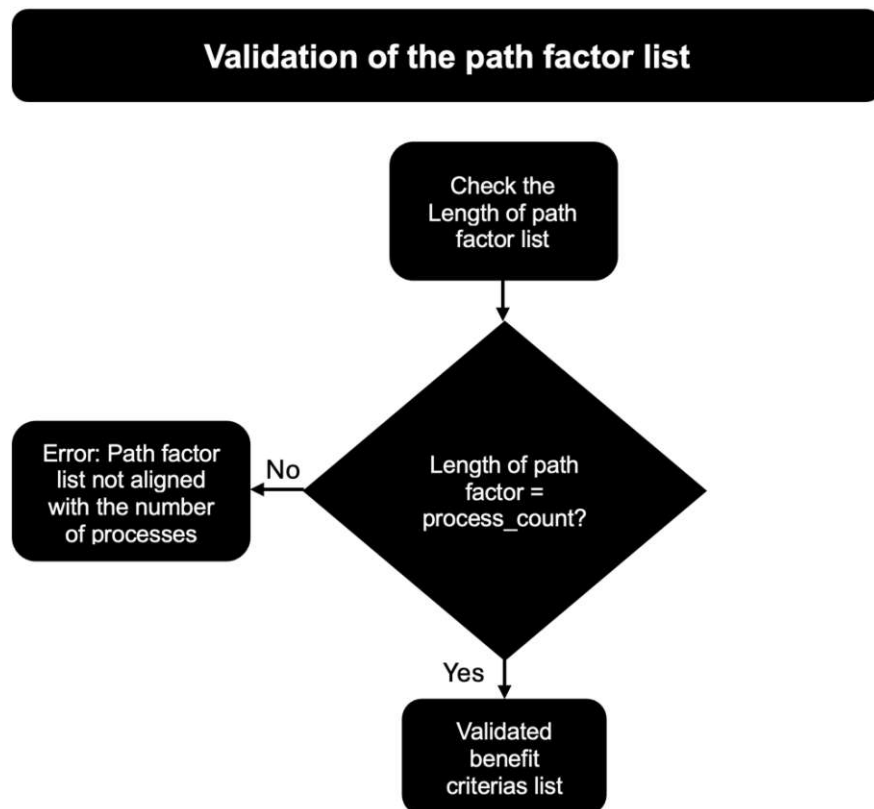 Validation of the path factor list
Check the
Length of path
factor list
Length of path
factor =
process_count?
Error: Path factor
list not aligned
with the number
of processes
No
Yes
Validated
benefit
criterias list